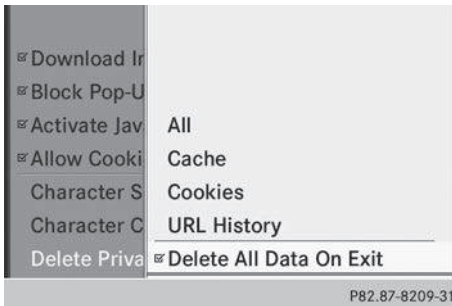 Download Ir
Block Pop-U
Activate Jav
Allow Cooki
Character S
Character C
Delete Priva
All
Cache
Cookies
URL History
Delete All Data On Exit
P82.87-8209-31